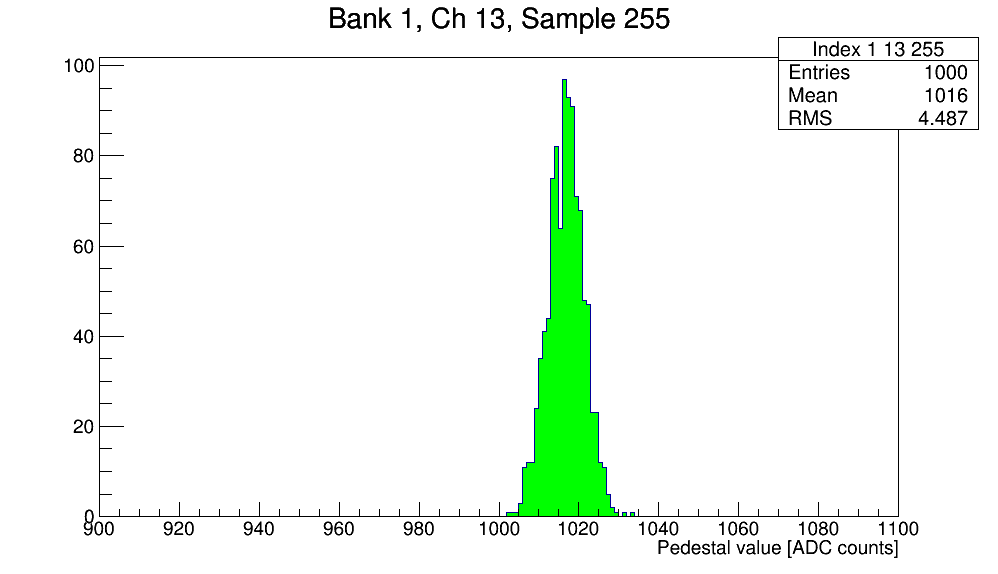 Bank 1, Ch 13, Sample 255
Index 1 13 255
Entries 1000
Mean 1016
RMS 4.487
100
80
60
40
20
0
900 920 940 960 980 1000 1020 1040 1060 1080 1100
Pedestal value [ADC counts]